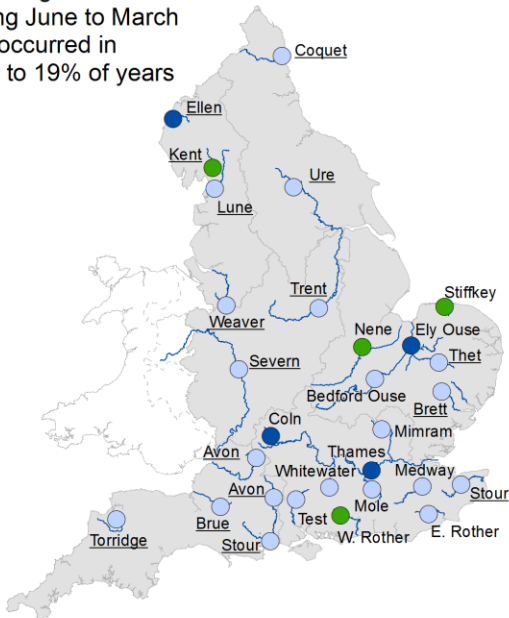 ng June to March
occurred in
to 19% of years
Coquet
Ellen
Kent
Ure
Lune
Trent
Stiffkey
Weaver
Nene
Ely Ouse
Thet
Severn
Bedford Ouse
Brett
Coln
Mimram
Avon
Thames
Whitewater
Medway
Avon
Stour
Mole
Brue
Test
W. Rother
E. Rother
Torridge
Stour